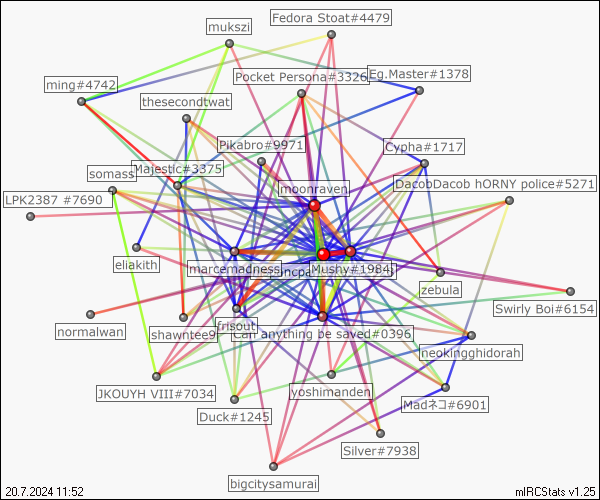 Fedora Stoat#4479
mukszi
Pocket Persona#3326
Eg.Master#1378
ming#4742
thesecondtwat
Pikabro#9971
Cypha#1717
somass
Majestic#3375
DacobDacob hORNY police#5271
moonraven
LPK2387 #7690
eliakith
marcemadness
Mushy#1984
zebula
Swirly Boi#6154
normalwan
shawntee9
frisout
an anything be saved#0396
neokingghidorah
JKOUYH VIII#7034
yoshimanden
Duck#1245
Madネコ#6901
Silver#7938
bigcitysamurai
20.7.2024 11:52
mIRCStats v1.25